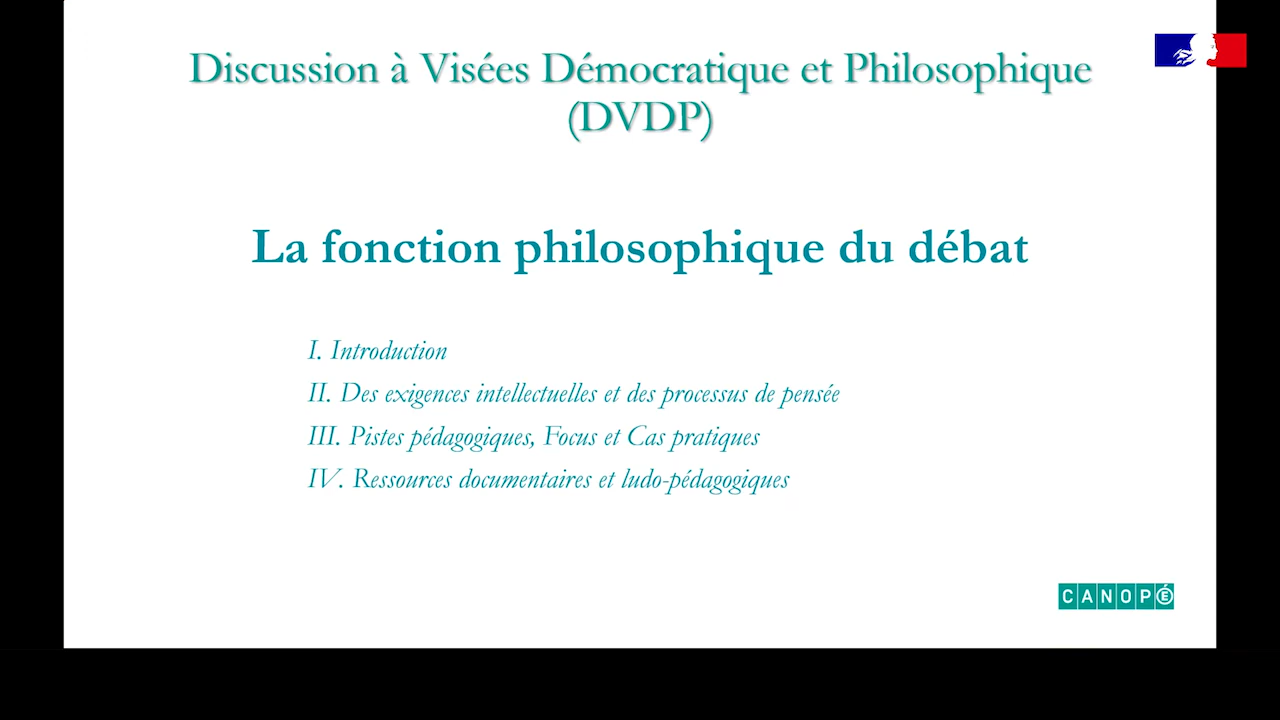 Discussion à Visées Démocratique et Philosophique
(DVDP)
La fonction philosophique du débat
I. Introduction
II. Des exigences intellectuelles et des processus de pensée
III. Pistes pédagogiques, Focus et Cas pratiques
IV. Ressources documentaires et ludo-pédagogiques
CANOPÉ